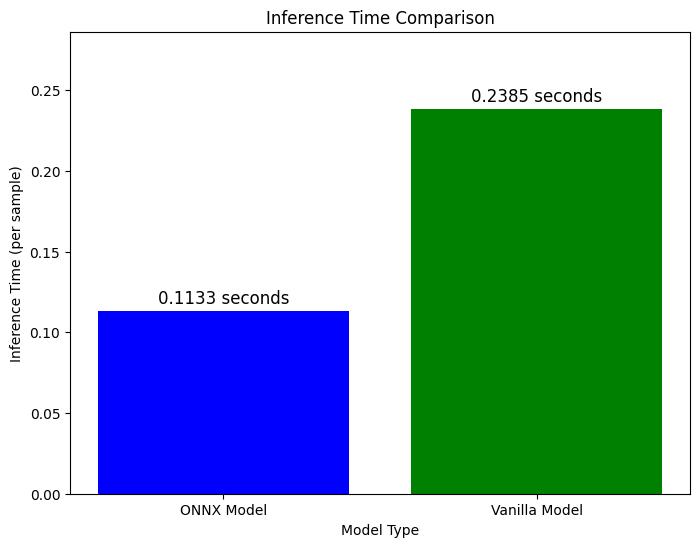 Inference Time Comparison
Inference Time (per sample)
0.25
0.20
0.15
0.10
0.05
0.00
0.2385 seconds
0.1133 seconds
ONNX Model
Vanilla Model
Model Type